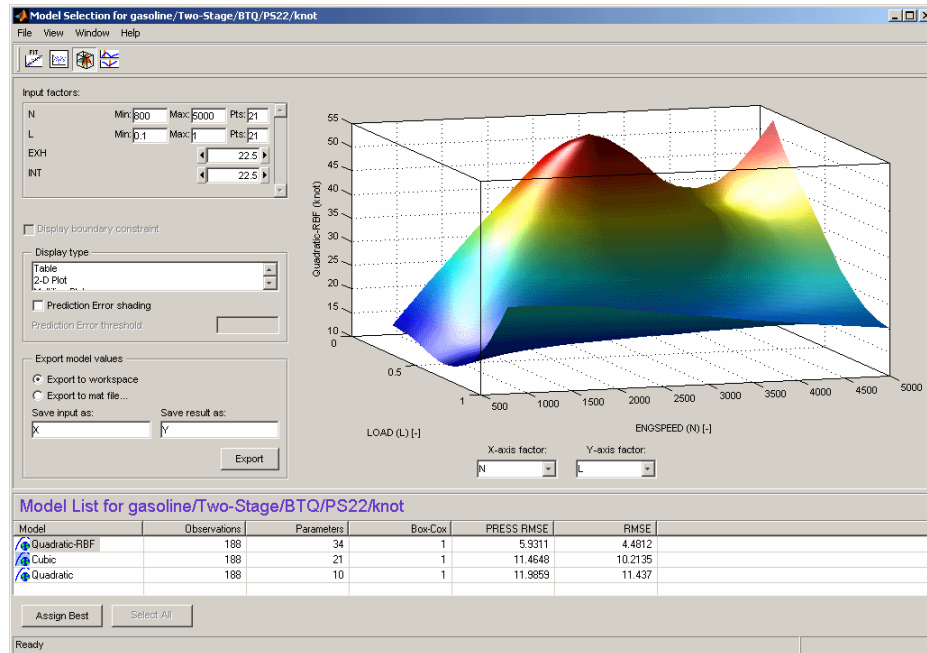 Model Selection for gasoline/Two-Stage/BTQ/PS22/knot
File View Window Help
FIT
Input factors:
N Min: 800 Max: 5000 Pts: 21
L Min: 0.1 Max: 1 Pts: 21
EXH 22.5
INT 22.5
Display boundary constraint
Display type
Table
2-D Plot
Prediction Error shading
Prediction Error threshold:
Export model values
Export to workspace
Export to mat file...
Save input as: Save result as:
X Y
Export
Quadratic-RBF (knot)
55
50
45
40
35
30
25
20
15
10
0
0.5
1
500 1000 1500 2000 2500 3000 3500 4000 4500 5000
LOAD (L) [-]
ENGSPEED (N) [-]
X-axis factor: Y-axis factor:
N L
Model List for gasoline/Two-Stage/BTQ/PS22/knot
Model Observations Parameters Box-Cox PRESS RMSE RMSE
Quadratic-RBF 188 34 1 5.9311 4.4812
Cubic 188 21 1 11.4648 10.2135
Quadratic 188 10 1 11.9859 11.437
Assign Best Select All
Ready